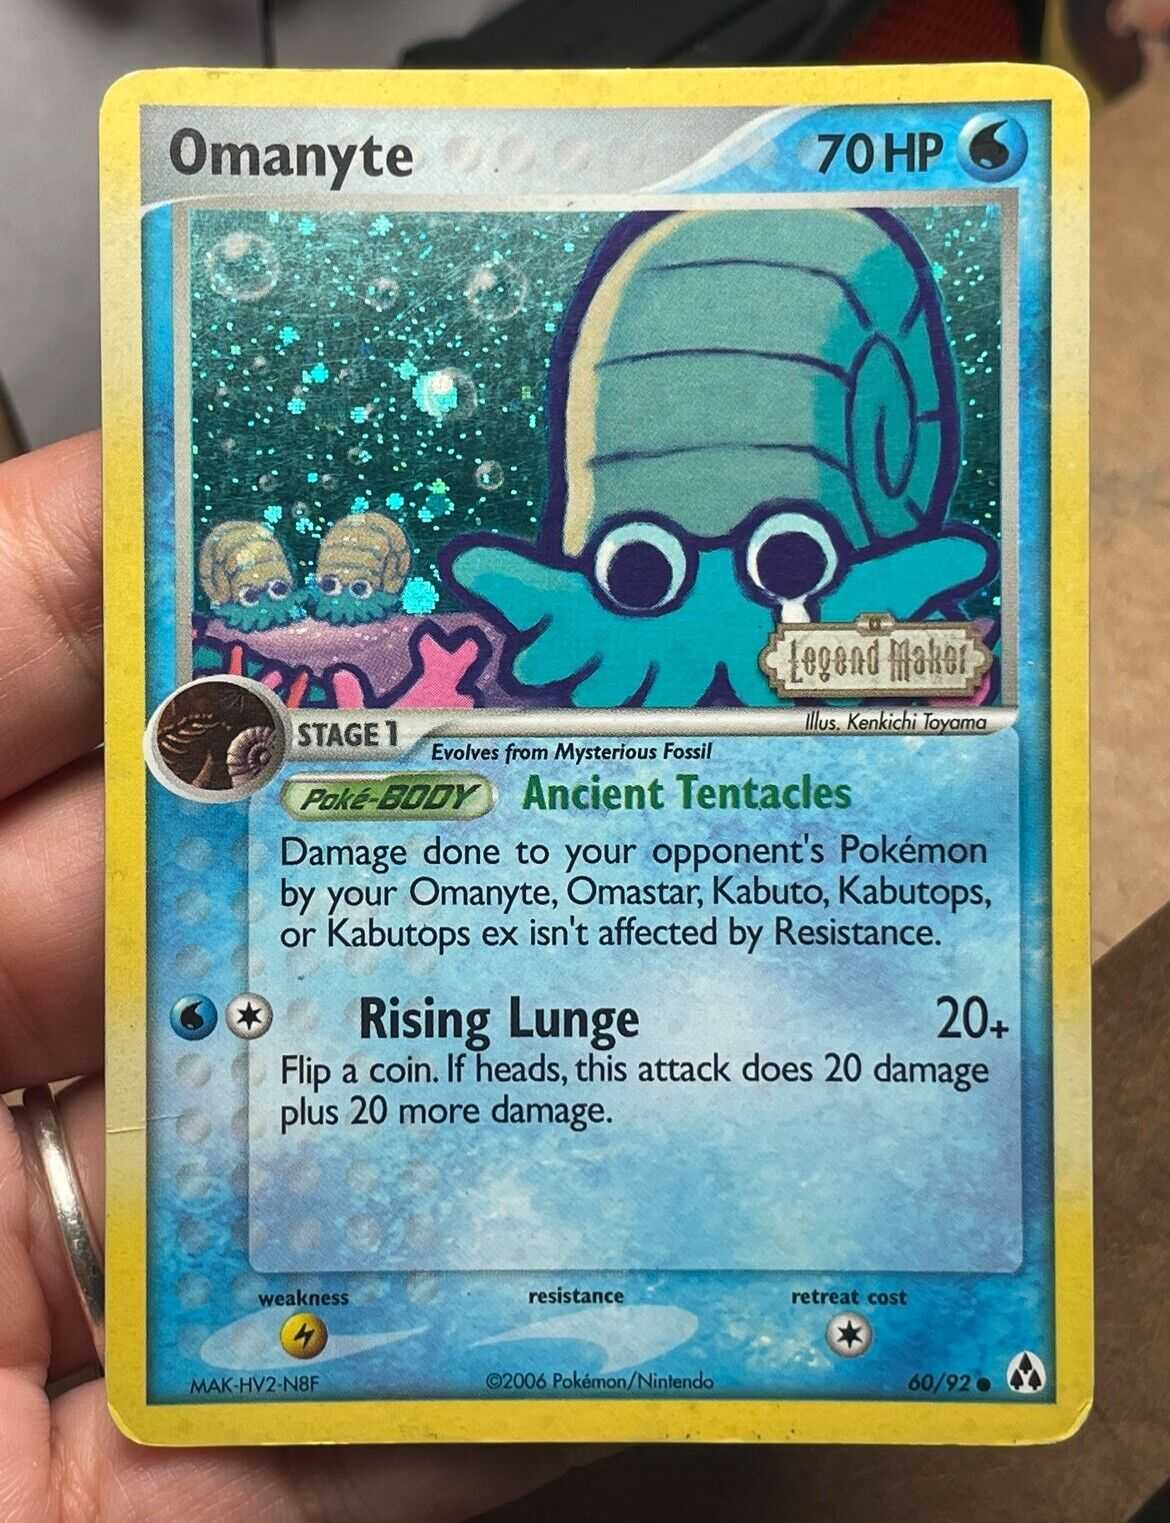 Omanyte 70 HP
Legend Maker
Illus. Kenkichi Toyama
STAGE 1
Evolves from Mysterious Fossil
Poké-BODY Ancient Tentacles
Damage done to your opponent's Pokémon
by your Omanyte, Omastar, Kabuto, Kabutops,
or Kabutops ex isn't affected by Resistance.
Rising Lunge 20+
Flip a coin. If heads, this attack does 20 damage
plus 20 more damage.
weakness resistance retreat cost
MAK-HV2-N8F ©2006 Pokémon/Nintendo 60/92